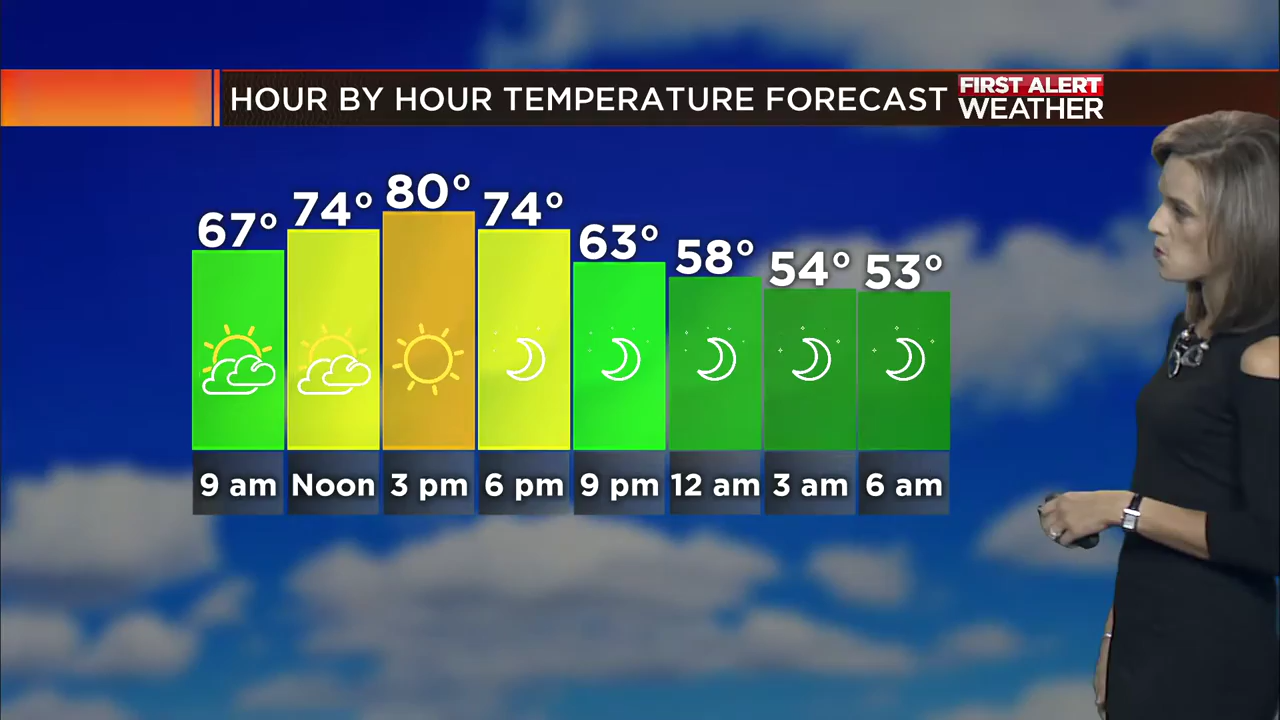 HOUR BY HOUR TEMPERATURE FORECAST
FIRST ALERT
WEATHER
67° 74° 80° 74° 63° 58° 54° 53°
9 am Noon 3 pm 6 pm 9 pm 12 am 3 am 6 am